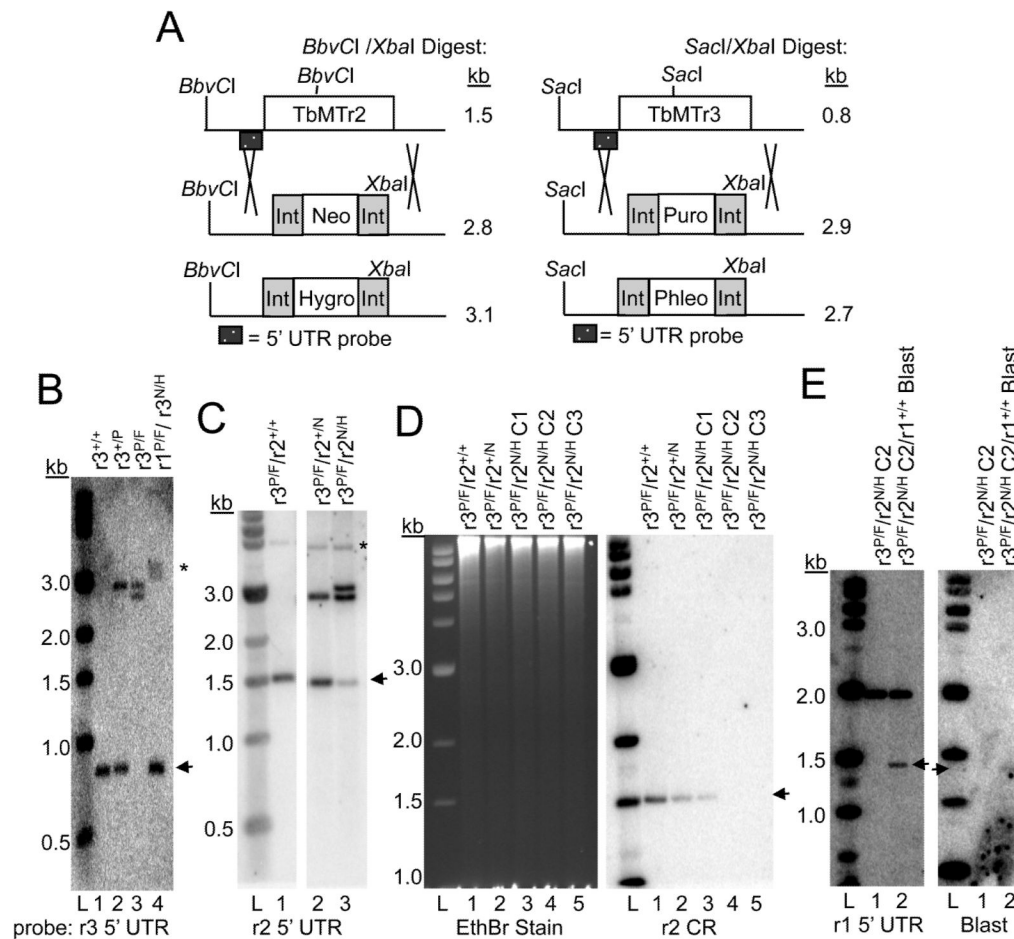 A
BbvCI /XbaI Digest:
BbvCI
BbvCI
kb
TbMTr2
1.5
BbvCI
XbaI
Int
Neo
Int
2.8
BbvCI
XbaI
Int
Hygro
Int
3.1
= 5' UTR probe
SacI/XbaI Digest:
SacI
SacI
kb
TbMTr3
0.8
SacI
XbaI
Int
Puro
Int
2.9
SacI
XbaI
Int
Phleo
Int
2.7
= 5' UTR probe
B
r3+/+
r3+/P
r3P/F
r1P/F/ r3N/H
kb
3.0
2.0
1.5
1.0
0.5
*
L 1 2 3 4
probe: r3 5' UTR
C
r3P/F/r2+/+
r3P/F/r2+/N
r3P/F/r2N/H
kb
3.0
2.0
1.5
1.0
0.5
*
L 1 2 3
r2 5' UTR
D
r3P/F/r2+/+
r3P/F/r2+/N
r3P/F/r2N/H C1
r3P/F/r2N/H C2
r3P/F/r2N/H C3
kb
3.0
2.0
1.5
1.0
L 1 2 3 4 5
EthBr Stain
r3P/F/r2+/+
r3P/F/r2+/N
r3P/F/r2N/H C1
r3P/F/r2N/H C2
r3P/F/r2N/H C3
L 1 2 3 4 5
r2 CR
E
r3P/F/r2N/H C2
r3P/F/r2N/H C2/r1+/+ Blast
kb
3.0
2.0
1.5
1.0
L 1 2
r1 5' UTR
r3P/F/r2N/H C2
r3P/F/r2N/H C2/r1+/+ Blast
L 1 2
Blast